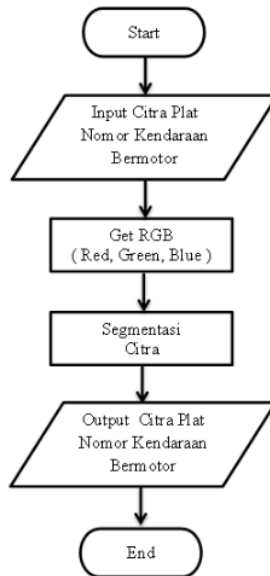 Start
Input Citra Plat
Nomor Kendaraan
Bermotor
Get RGB
( Red, Green, Blue )
Segmentasi
Citra
Output Citra Plat
Nomor Kendaraan
Bermotor
End